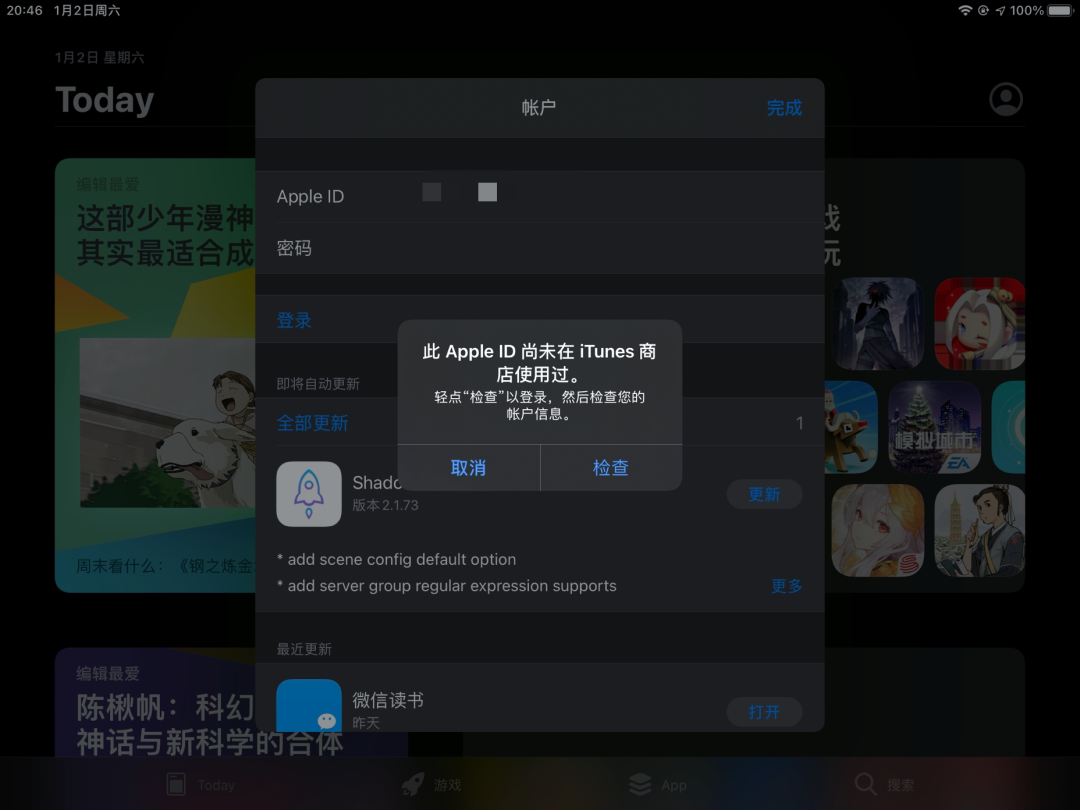 20:46 1月2日周六
100%
1月2日 星期六
Today
帐户
完成
Apple ID
密码
登录
此 Apple ID 尚未在 iTunes 商
店使用过。
轻点“检查”以登录，然后检查您的
帐户信息。
取消
检查
即将自动更新
全部更新
1
Shado
版本 2.1.73
更新
* add scene config default option
* add server group regular expression supports
更多
最近更新
微信读书
昨天
打开
编辑最爱
这部少年漫神
其实最适合成
周末看什么：《钢之炼金
戏
玩
模拟城市
EA
编辑最爱
陈楸帆：科幻
神话与新科学的合体
Today
游戏
App
搜索